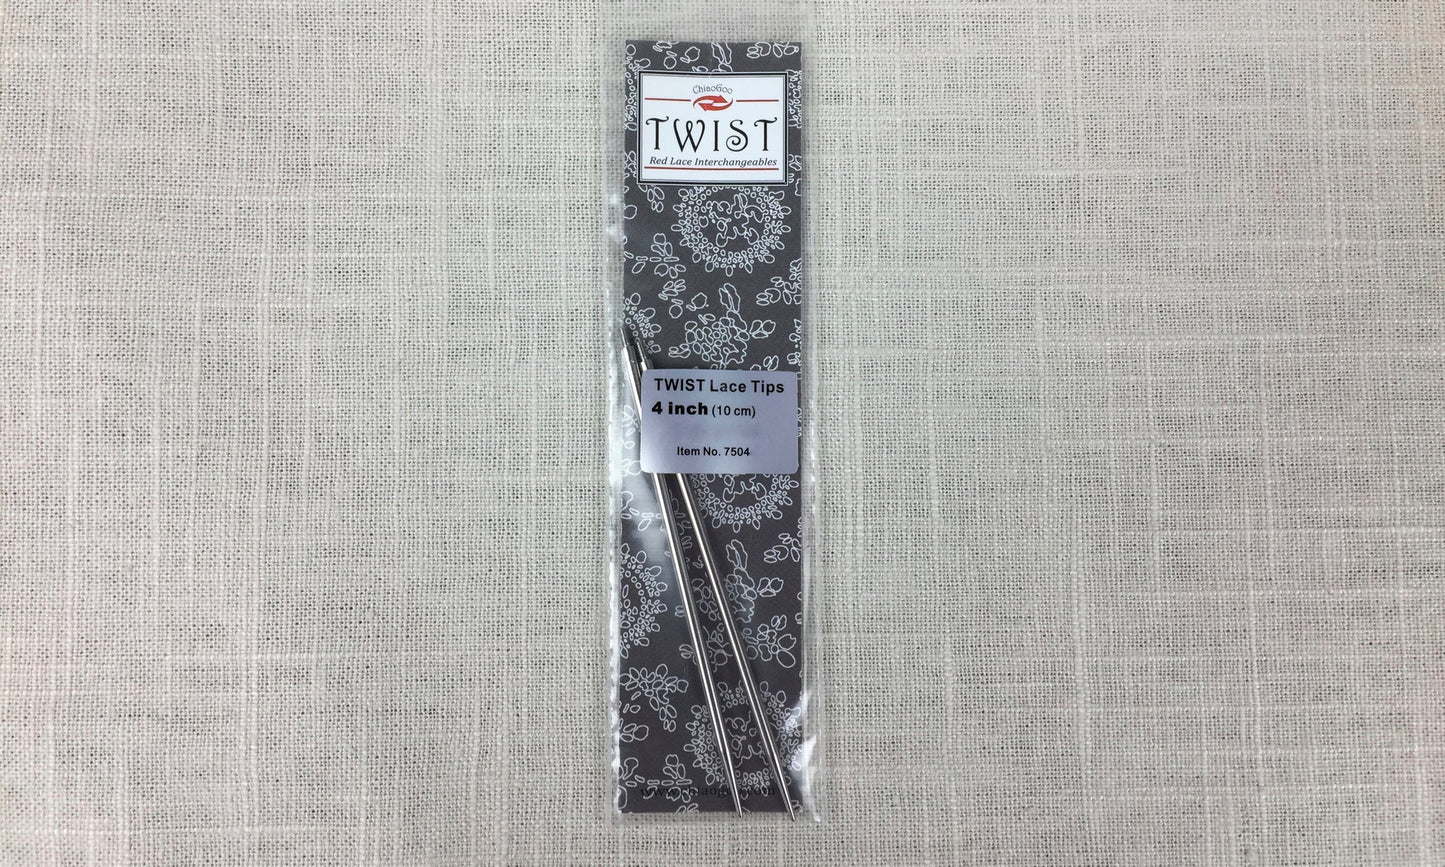 ChiaoGoo
TWIST
Red Lace Interchangeables
TWIST Lace Tips
4 inch (10 cm)
Item No. 7504